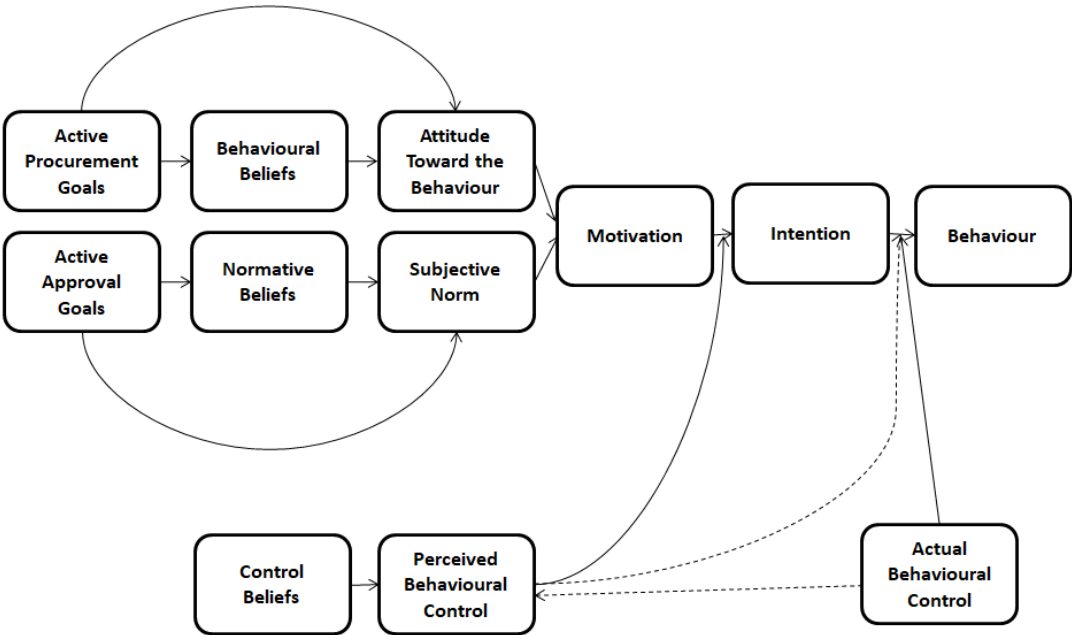 Active
Procurement
Goals
Behavioural
Beliefs
Attitude
Toward the
Behaviour
Active
Approval
Goals
Normative
Beliefs
Subjective
Norm
Motivation
Intention
Behaviour
Control
Beliefs
Perceived
Behavioural
Control
Actual
Behavioural
Control